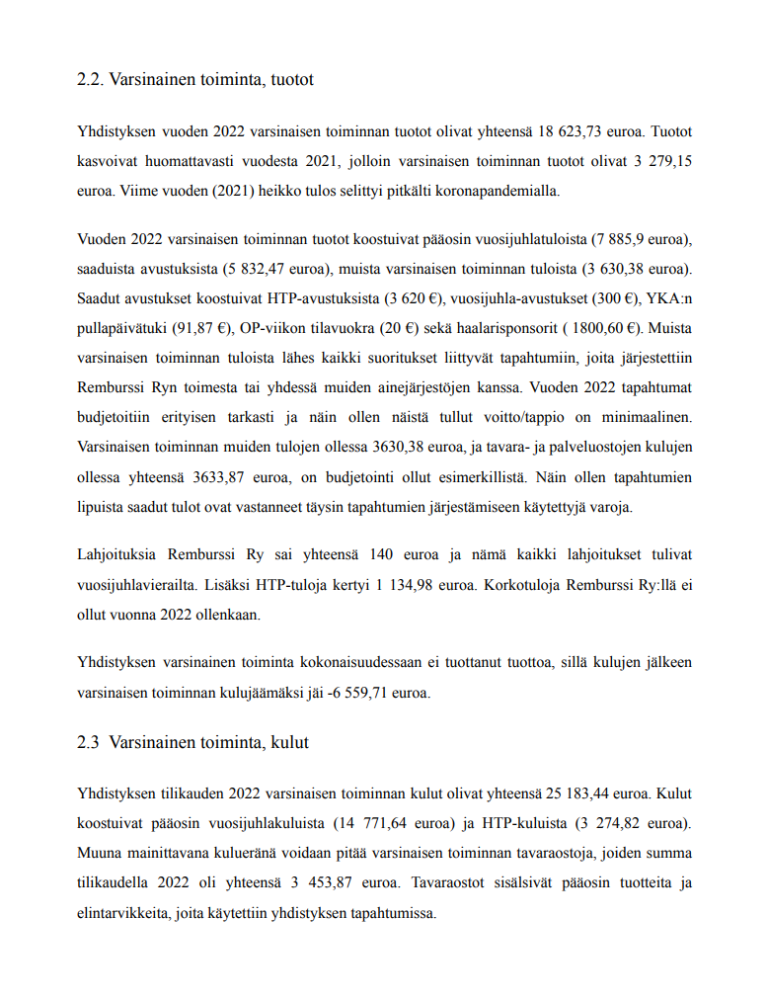 2.2. Varsinainen toiminta, tuotot
Yhdistyksen vuoden 2022 varsinaisen toiminnan tuotot olivat yhteensä 18 623,73 euroa. Tuotot
kasvoivat huomattavasti vuodesta 2021, jolloin varsinaisen toiminnan tuotot olivat 3 279,15
euroa. Viime vuoden (2021) heikko tulos selittyi pitkälti koronapandemialla.
Vuoden 2022 varsinaisen toiminnan tuotot koostuivat pääosin vuosijuhlatuloista (7 885,9 euroa),
saaduista avustuksista (5 832,47 euroa), muista varsinaisen toiminnan tuloista (3 630,38 euroa).
Saadut avustukset koostuivat HTP-avustuksista (3 620 €), vuosijuhla-avustukset (300 €), YKA:n
pullapäivätuki (91,87 €), OP-viikon tilavuokra (20 €) sekä haalarisponsorit ( 1800,60 €). Muista
varsinaisen toiminnan tuloista lähes kaikki suoritukset liittyvät tapahtumiin, joita järjestettiin
Remburssi Ryn toimesta tai yhdessä muiden ainejärjestöjen kanssa. Vuoden 2022 tapahtumat
budjetoitiin erityisen tarkasti ja näin ollen näistä tullut voitto/tappio on minimaalinen.
Varsinaisen toiminnan muiden tulojen ollessa 3630,38 euroa, ja tavara- ja palveluostojen kulujen
ollessa yhteensä 3633,87 euroa, on budjetointi ollut esimerkillistä. Näin ollen tapahtumien
lipuista saadut tulot ovat vastanneet täysin tapahtumien järjestämiseen käytettyjä varoja.
Lahjoituksia Remburssi Ry sai yhteensä 140 euroa ja nämä kaikki lahjoitukset tulivat
vuosijuhlavierailta. Lisäksi HTP-tuloja kertyi 1 134,98 euroa. Korkotuloja Remburssi Ry:llä ei
ollut vuonna 2022 ollenkaan.
Yhdistyksen varsinainen toiminta kokonaisuudessaan ei tuottanut tuottoa, sillä kulujen jälkeen
varsinaisen toiminnan kulujäämäksi jäi -6 559,71 euroa.
2.3 Varsinainen toiminta, kulut
Yhdistyksen tilikauden 2022 varsinaisen toiminnan kulut olivat yhteensä 25 183,44 euroa. Kulut
koostuivat pääosin vuosijuhlakuluista (14 771,64 euroa) ja HTP-kuluista (3 274,82 euroa).
Muuna mainittavana kulueränä voidaan pitää varsinaisen toiminnan tavaraostoja, joiden summa
tilikaudella 2022 oli yhteensä 3 453,87 euroa. Tavaraostot sisälsivät pääosin tuotteita ja
elintarvikkeita, joita käytettiin yhdistyksen tapahtumissa.